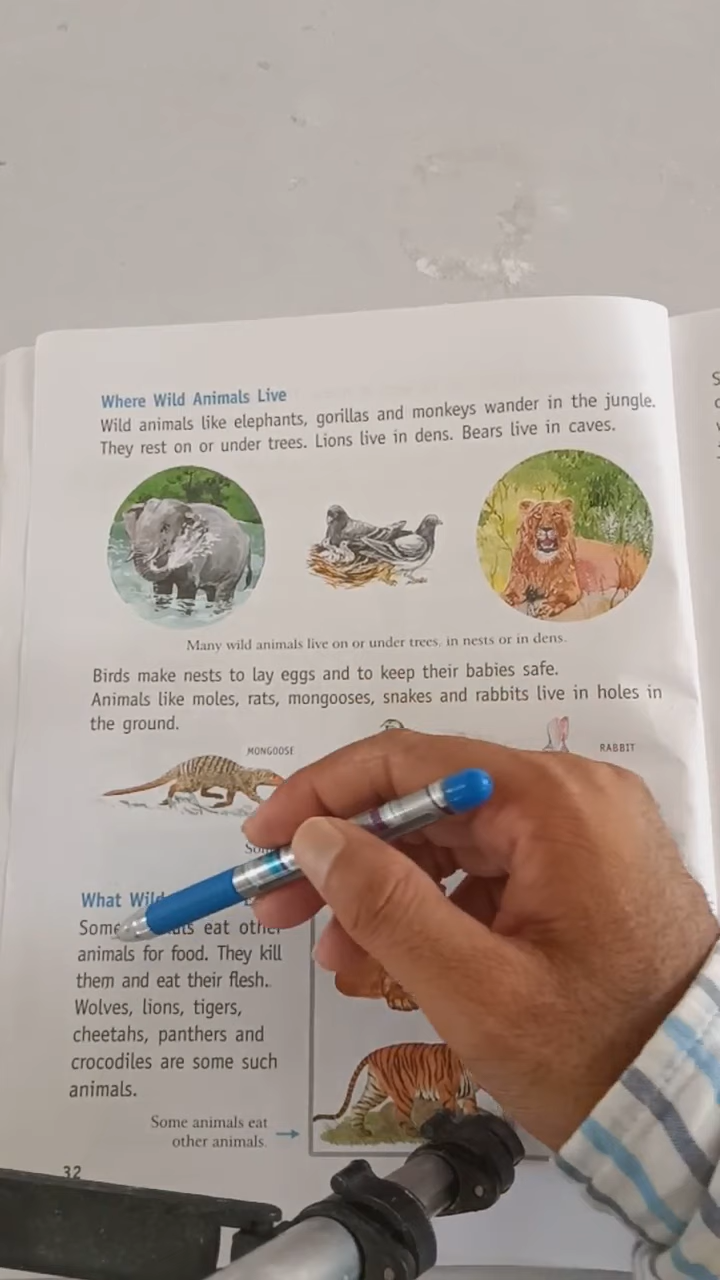 Where Wild Animals Live
Wild animals like elephants, gorillas and monkeys wander in the jungle.
They rest on or under trees. Lions live in dens. Bears live in caves.
Many wild animals live on or under trees, in nests or in dens.
Birds make nests to lay eggs and to keep their babies safe.
Animals like moles, rats, mongooses, snakes and rabbits live in holes in
the ground.
MONGOOSE
RABBIT
What
Some eat other
animals for food. They kill
them and eat their flesh.
Wolves, lions, tigers,
cheetahs, panthers and
crocodiles are some such
animals.
Some animals eat
other animals.
32